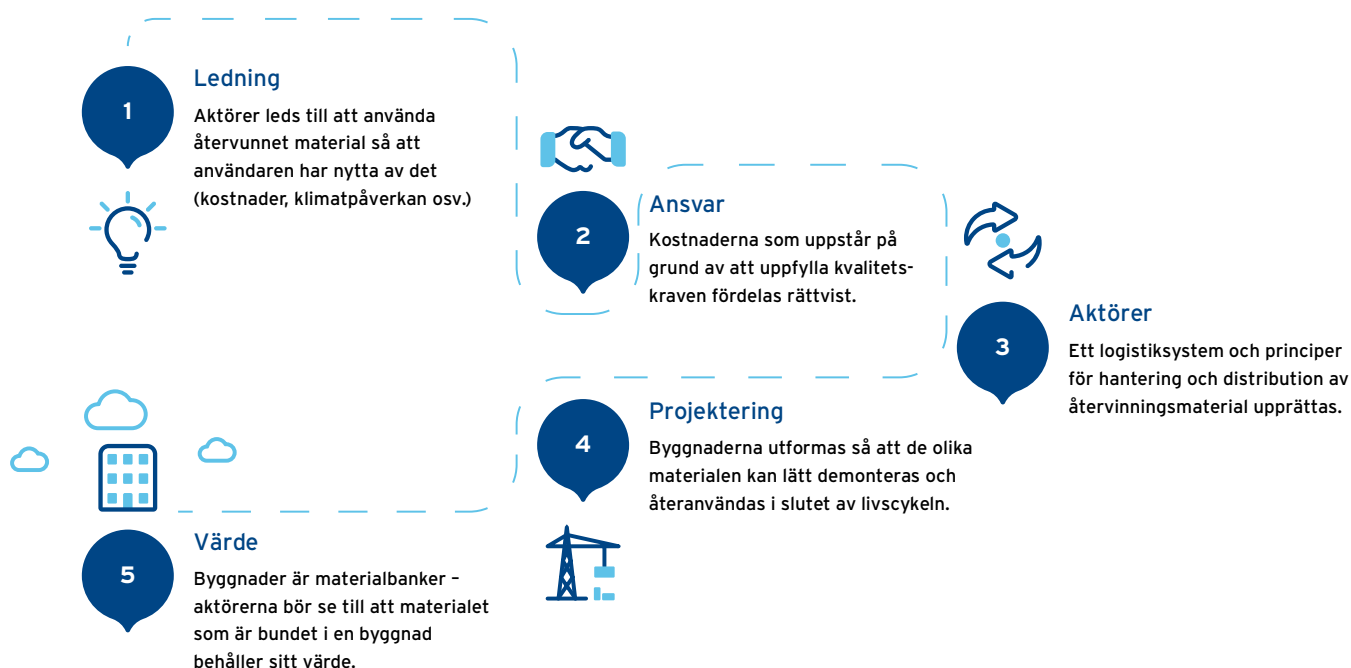 1
Ledning
Aktörer leds till att använda
återvunnet material så att
användaren har nytta av det
(kostnader, klimatpåverkan osv.)
2
Ansvar
Kostnaderna som uppstår på
grund av att uppfylla kvalitets-
kraven fördelas rättvist.
3
Aktörer
Ett logistiksystem och principer
för hantering och distribution av
återvinningsmaterial upprättas.
4
Projektering
Byggnaderna utformas så att de olika
materialen kan lätt demonteras och
återanvändas i slutet av livscykeln.
5
Värde
Byggnader är materialbanker –
aktörerna bör se till att materialet
som är bundet i en byggnad
behåller sitt värde.